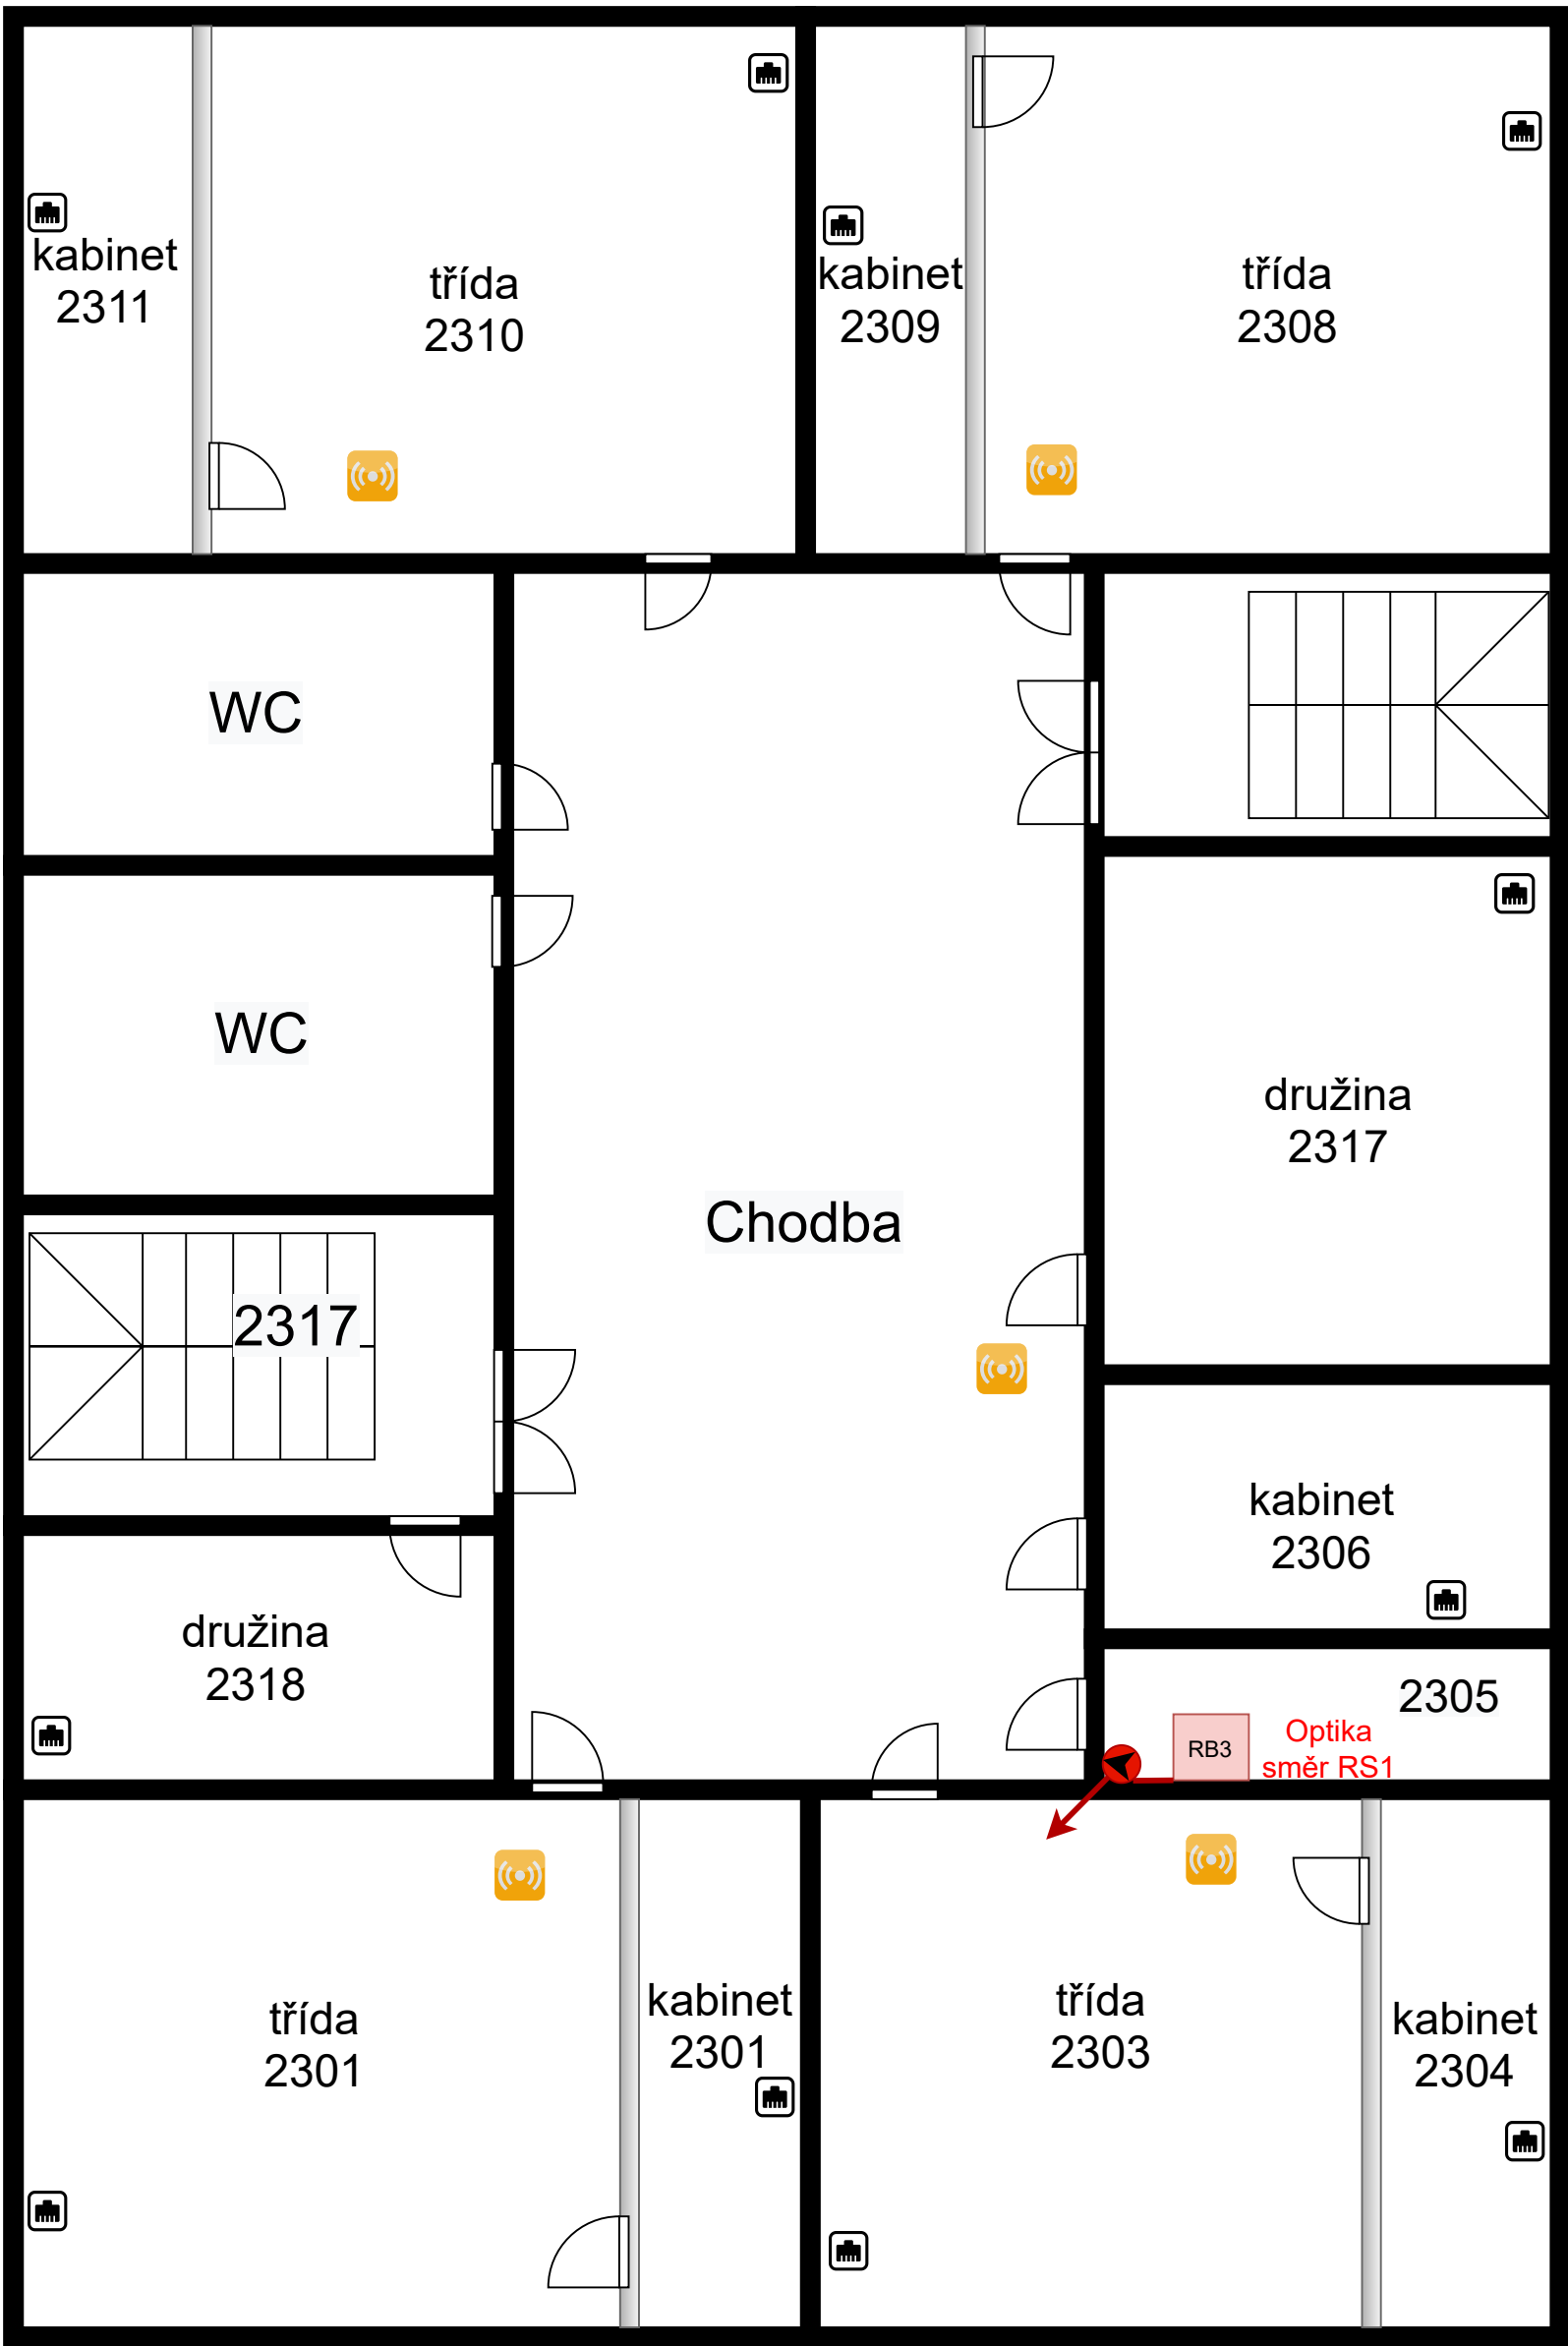 kabinet
2311
třída
2310
kabinet
2309
třída
2308
WC
WC
družina
2317
Chodba
2317
kabinet
2306
družina
2318
2305
RB3
Optika
směr RS1
třída
2301
kabinet
2301
třída
2303
kabinet
2304